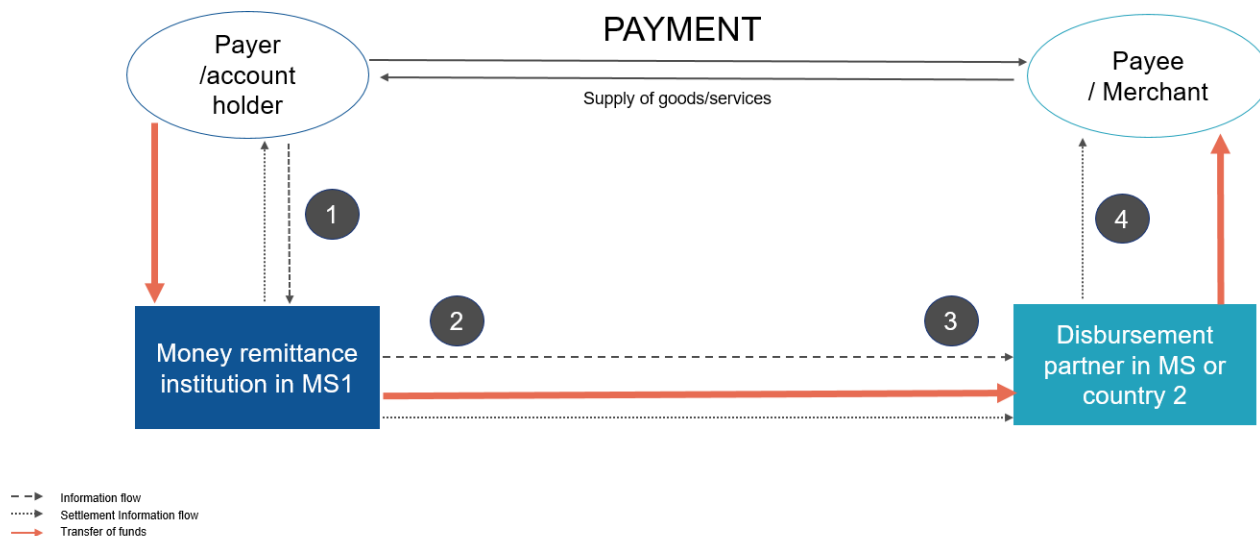 PAYMENT
Payer
/account
holder
Payee
/ Merchant
Supply of goods/services
1
4
2
3
Money remittance
institution in MS1
Disbursement
partner in MS or
country 2
Information flow
Settlement Information flow
Transfer of funds